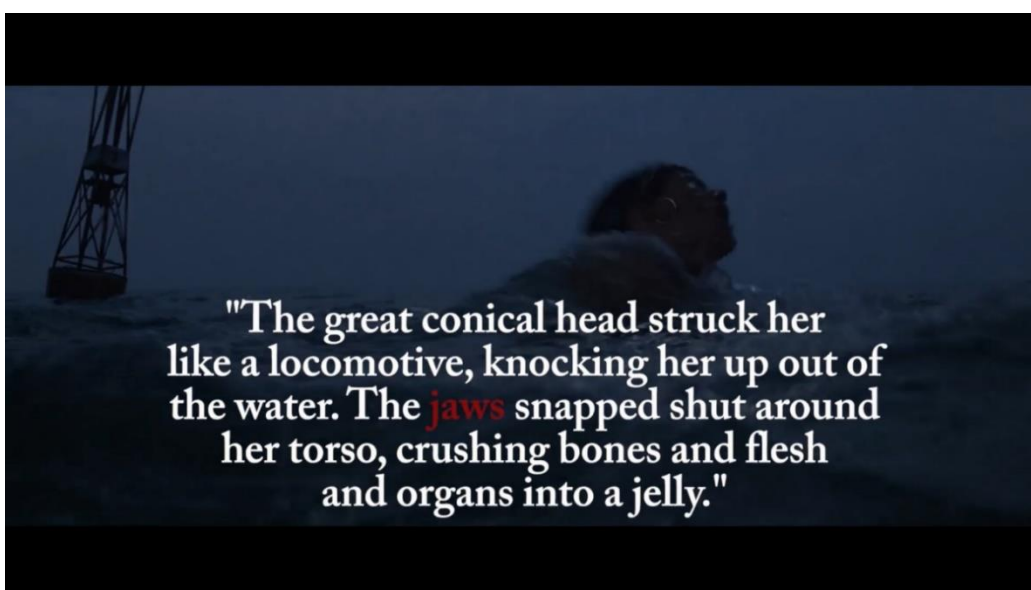 "The great conical head struck her
like a locomotive, knocking her up out of
the water. The jaws snapped shut around
her torso, crushing bones and flesh
and organs into a jelly."